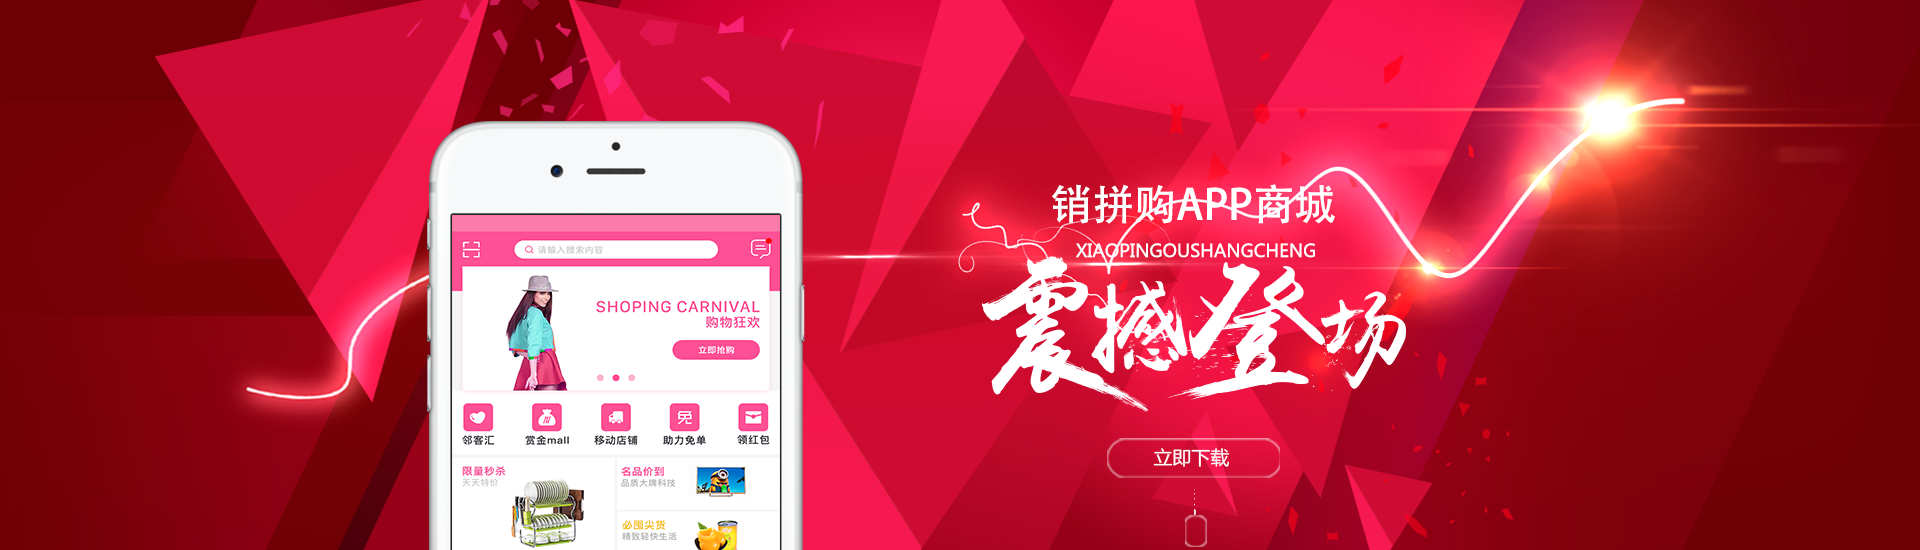 请输入搜索内容
SHOPING CARNIVAL
购物狂欢
立即抢购
邻客汇
赏金mall
移动店铺
免
助力免单
领红包
限量秒杀
天天特价
名品价到
品质大牌科技
必囤尖货
精致轻快生活
销拼购APP商城
XIAOPINGOUSHANGCHENG
震撼登场
立即下载